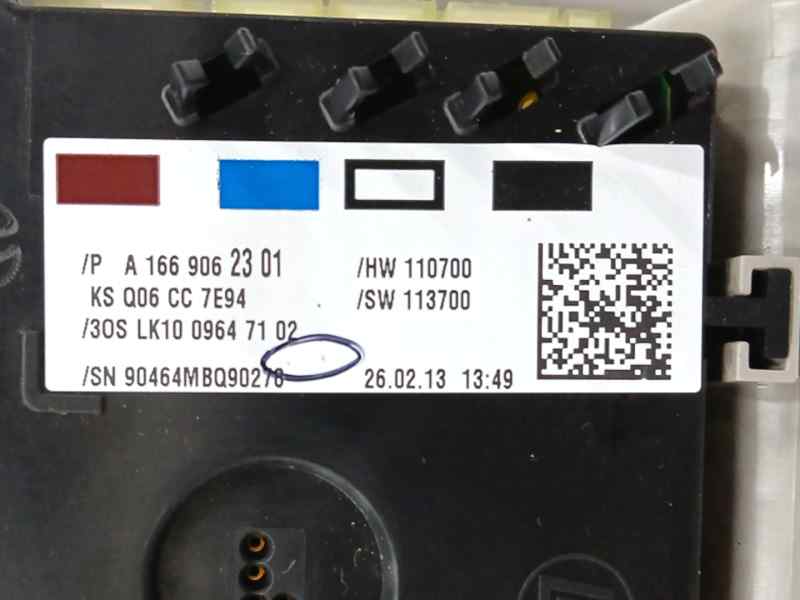 /P A 166 906 23 01
/HW 110700
KS Q06 CC 7E94
/SW 113700
/3OS LK10 0964 71 02
/SN 90464MBQ90278
26.02.13 13:49